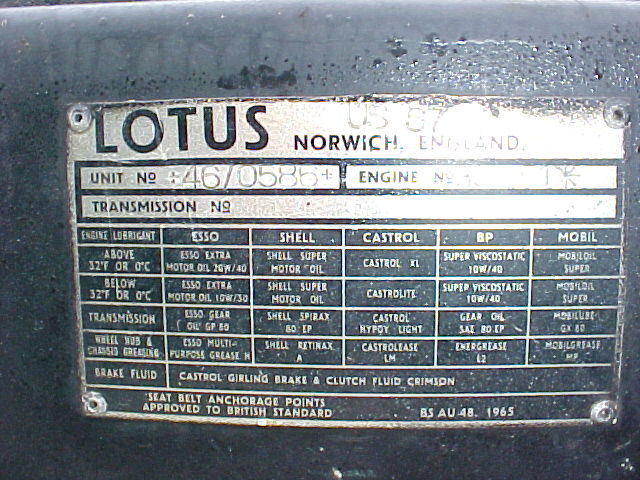 LOTUS
NORWICH, ENGLAND.
UNIT Nº 46/0586+ ENGINE Nº
TRANSMISSION Nº
ENGINE LUBRICANT ESSO SHELL CASTROL BP MOBIL
ABOVE 32°F OR 0°C ESSO EXTRA MOTOR OIL 20W/40 SHELL SUPER MOTOR OIL CASTROL XL SUPER VISCOSTATIC 10W/40 MOBILOIL SUPER
BELOW 32°F OR 0°C ESSO EXTRA MOTOR OIL 10W/30 SHELL SUPER MOTOR OIL CASTROLITE SUPER VISCOSTATIC 10W/40 MOBILOIL SUPER
TRANSMISSION ESSO GEAR OIL GP 80 SHELL SPIRAX 80 EP CASTROL HYPOY LIGHT GEAR OIL SAE 80 EP MOBILUBE GX 80
WHEEL HUB & CHASSIS GREASING ESSO MULTI-PURPOSE GREASE H SHELL RETINAX A CASTROLEASE LM ENERGREASE L2 MOBILGREASE MP
BRAKE FLUID CASTROL GIRLING BRAKE & CLUTCH FLUID CRIMSON
SEAT BELT ANCHORAGE POINTS
APPROVED TO BRITISH STANDARD BS AU 48. 1965